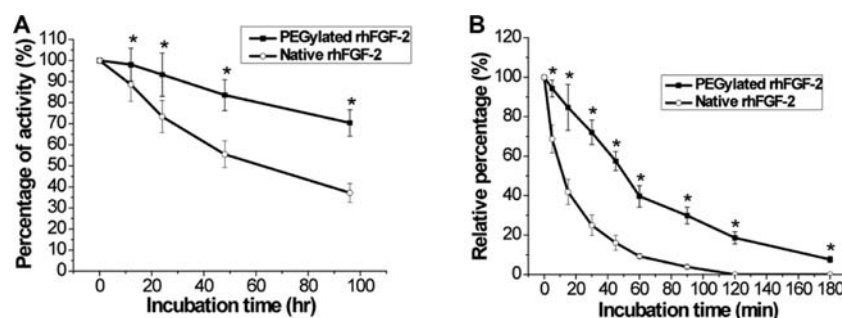 A
Percentage of activity (%)
110
100
90
80
70
60
50
40
30
20
10
0
0 20 40 60 80 100
Incubation time (hr)
PEGylated rhFGF-2
Native rhFGF-2
* * * *
B
Relative percentage (%)
120
100
80
60
40
20
0
0 20 40 60 80 100 120 140 160 180
Incubation time (min)
PEGylated rhFGF-2
Native rhFGF-2
* * * * * * * *